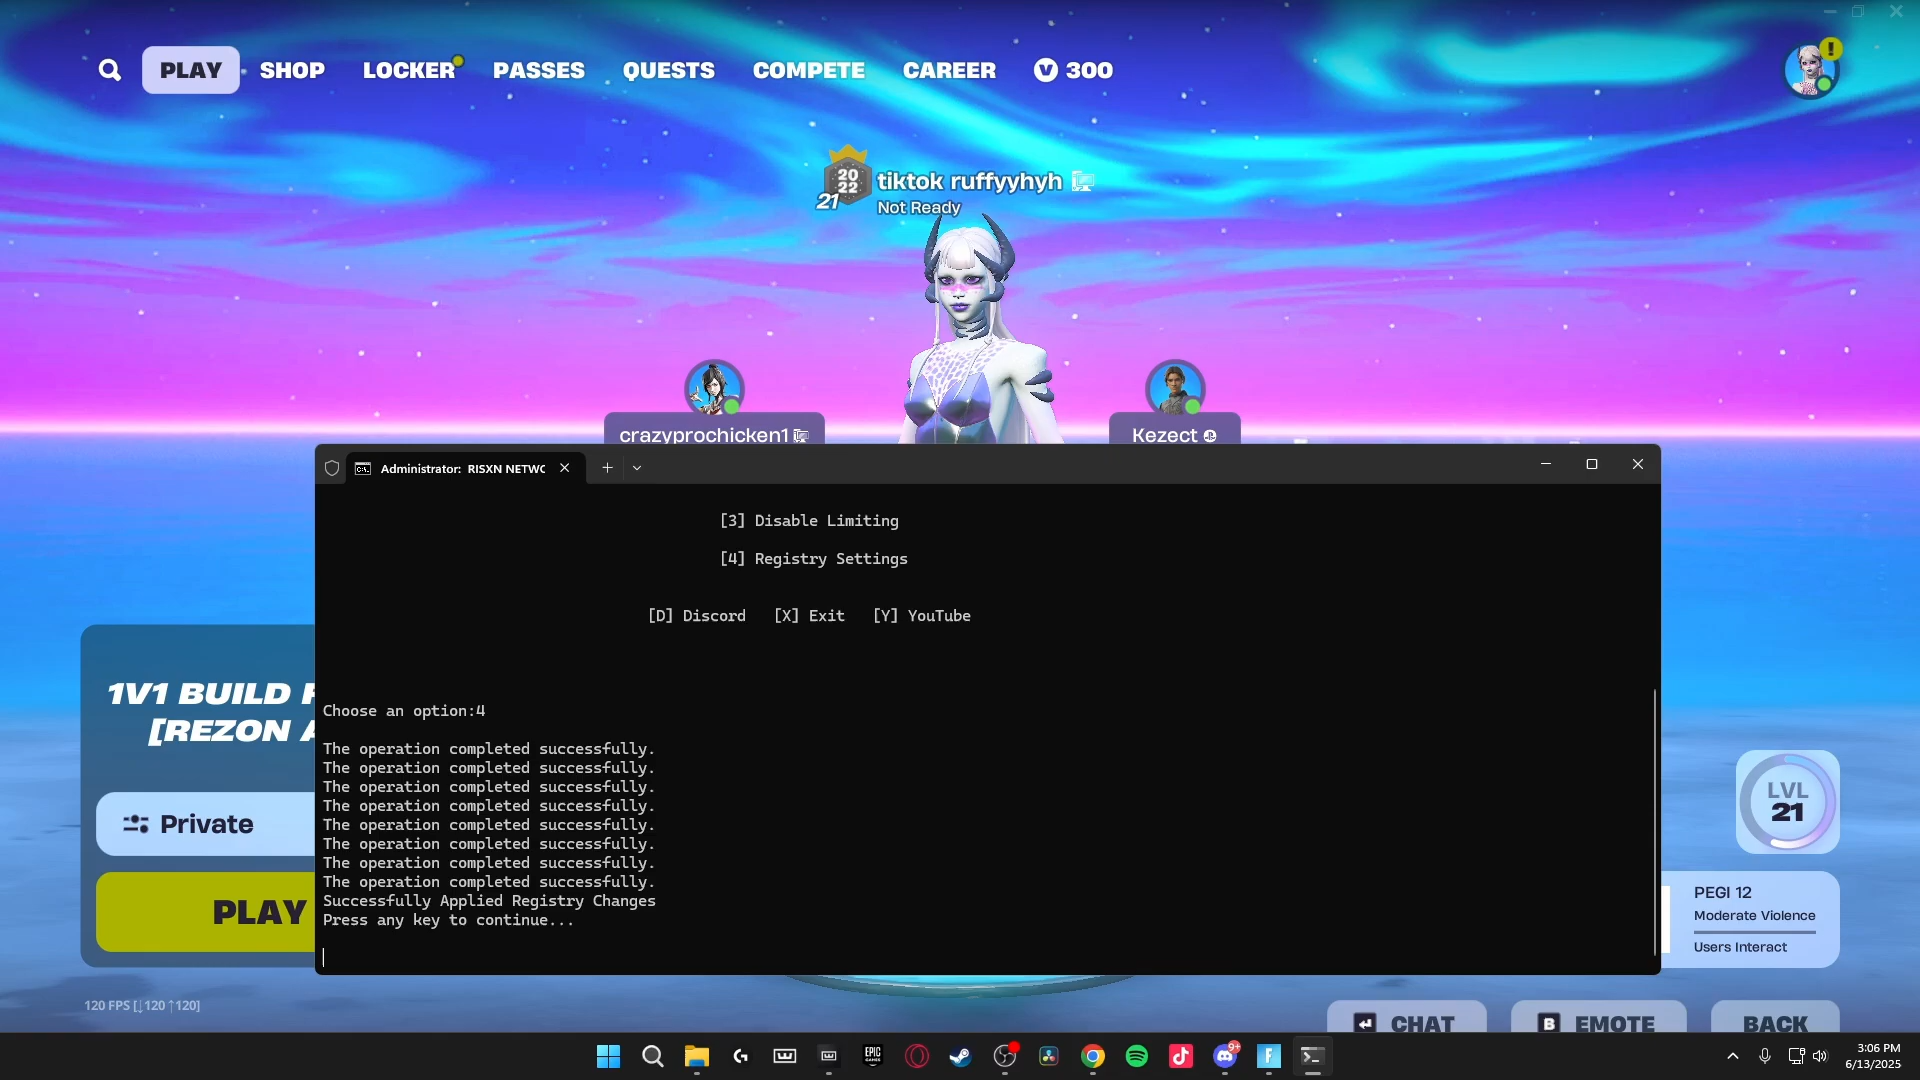 PLAY SHOP LOCKER PASSES QUESTS COMPETE CAREER V 300
!
20
22
21
tiktok ruffyyhyh
Not Ready
crazyprochicken1
Kezect
Administrator: RISXN NETWC
[3] Disable Limiting
[4] Registry Settings
[D] Discord [X] Exit [Y] YouTube
Choose an option:4
The operation completed successfully.
The operation completed successfully.
The operation completed successfully.
The operation completed successfully.
The operation completed successfully.
The operation completed successfully.
The operation completed successfully.
The operation completed successfully.
Successfully Applied Registry Changes
Press any key to continue...
1V1 BUILD F
[REZON A
Private
PLAY
LVL
21
PEGI 12
Moderate Violence
Users Interact
120 FPS [↓120 ↑120]
CHAT
B EMOTE
BACK
EPIC
GAMES
9+
3:06 PM
6/13/2025